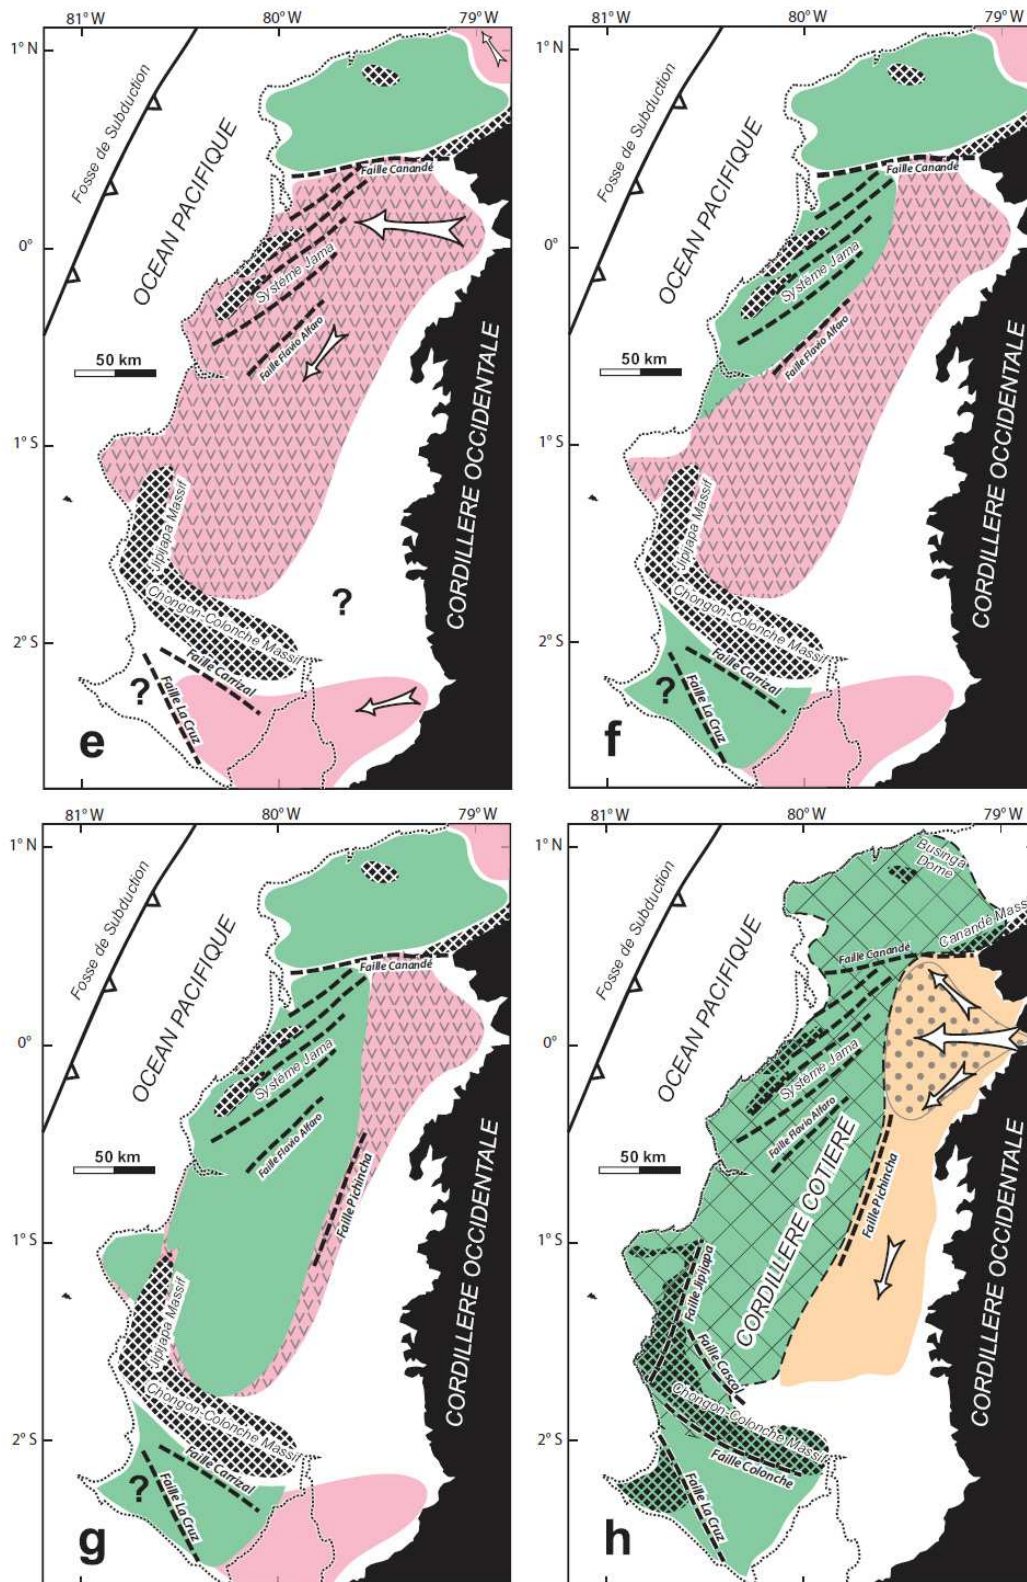 81°W
80°W
79°W
1° N
0°
1°S
2°S
Fosse de Subduction
OCEAN PACIFIQUE
Faille Canandé
Système Jama
Faille Flavio Alfaro
50 km
Jipijapa Massif
Chongon-Colonche Massif
?
Faille Carrizal
?
Faille La Cruz
CORDILLERE OCCIDENTALE
e
81°W
80°W
79°W
1° N
0°
1°S
2°S
Fosse de Subduction
OCEAN PACIFIQUE
Faille Canandé
Système Jama
Faille Flavio Alfaro
50 km
Jipijapa Massif
Chongon-Colonche Massif
Faille Carrizal
?
Faille La Cruz
CORDILLERE OCCIDENTALE
f
81°W
80°W
79°W
1° N
0°
1°S
2°S
Fosse de Subduction
OCEAN PACIFIQUE
Faille Canandé
Système Jama
Faille Flavio Alfaro
50 km
Faille Pichincha
Jipijapa Massif
Chongon-Colonche Massif
Faille Carrizal
?
Faille La Cruz
CORDILLERE OCCIDENTALE
g
81°W
80°W
79°W
1° N
0°
1°S
2°S
Fosse de Subduction
OCEAN PACIFIQUE
Businga
Dome
Canandé Mass
Faille Canandé
Système Jama
Faille Flavio Alfaro
50 km
Faille Pichincha
CORDILLERE COTIERE
Faille Jipijapa
Faille Cascol
Chongon-Colonche Massif
Faille Colonche
Faille La Cruz
CORDILLERE OCCIDENTALE
h